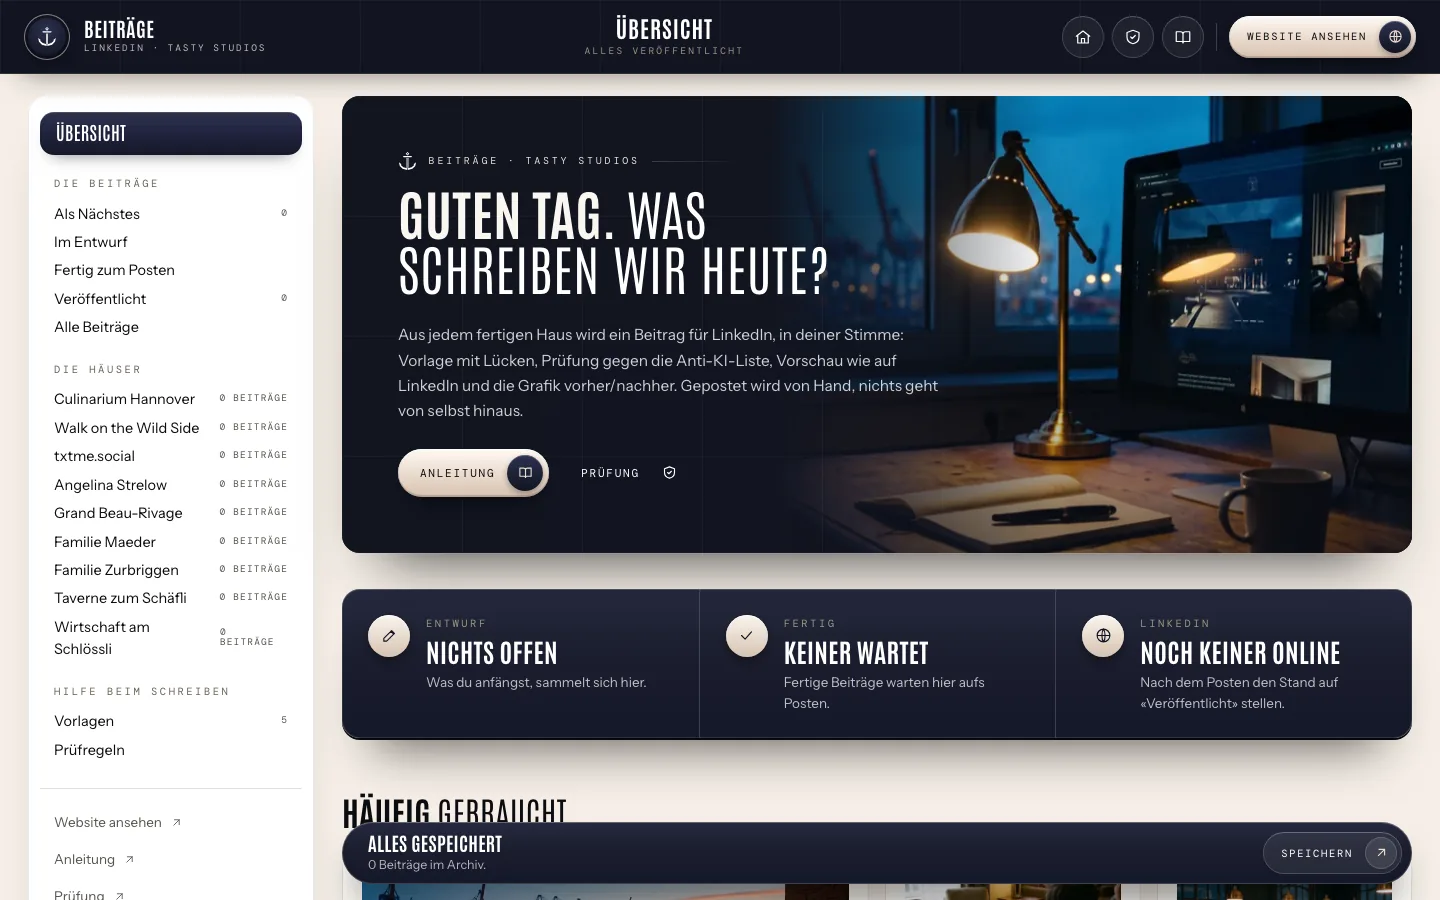 BEITRÄGE
LINKEDIN · TASTY STUDIOS
ÜBERSICHT
ALLES VERÖFFENTLICHT
WEBSITE ANSEHEN
ÜBERSICHT
DIE BEITRÄGE
Als Nächstes 0
Im Entwurf
Fertig zum Posten
Veröffentlicht 0
Alle Beiträge
DIE HÄUSER
Culinarium Hannover 0 BEITRÄGE
Walk on the Wild Side 0 BEITRÄGE
txtme.social 0 BEITRÄGE
Angelina Strelow 0 BEITRÄGE
Grand Beau-Rivage 0 BEITRÄGE
Familie Maeder 0 BEITRÄGE
Familie Zurbriggen 0 BEITRÄGE
Taverne zum Schäfli 0 BEITRÄGE
Wirtschaft am Schlössli 0 BEITRÄGE
HILFE BEIM SCHREIBEN
Vorlagen 5
Prüfregeln
Website ansehen
Anleitung
Prüfung
BEITRÄGE · TASTY STUDIOS
GUTEN TAG. WAS
SCHREIBEN WIR HEUTE?
Aus jedem fertigen Haus wird ein Beitrag für LinkedIn, in deiner Stimme:
Vorlage mit Lücken, Prüfung gegen die Anti-KI-Liste, Vorschau wie auf
LinkedIn und die Grafik vorher/nachher. Gepostet wird von Hand, nichts geht
von selbst hinaus.
ANLEITUNG
PRÜFUNG
ENTWURF
NICHTS OFFEN
Was du anfängst, sammelt sich hier.
FERTIG
KEINER WARTET
Fertige Beiträge warten hier aufs
Posten.
LINKEDIN
NOCH KEINER ONLINE
Nach dem Posten den Stand auf
«Veröffentlicht» stellen.
HÄUFIG GEBRAUCHT
ALLES GESPEICHERT
0 Beiträge im Archiv.
SPEICHERN